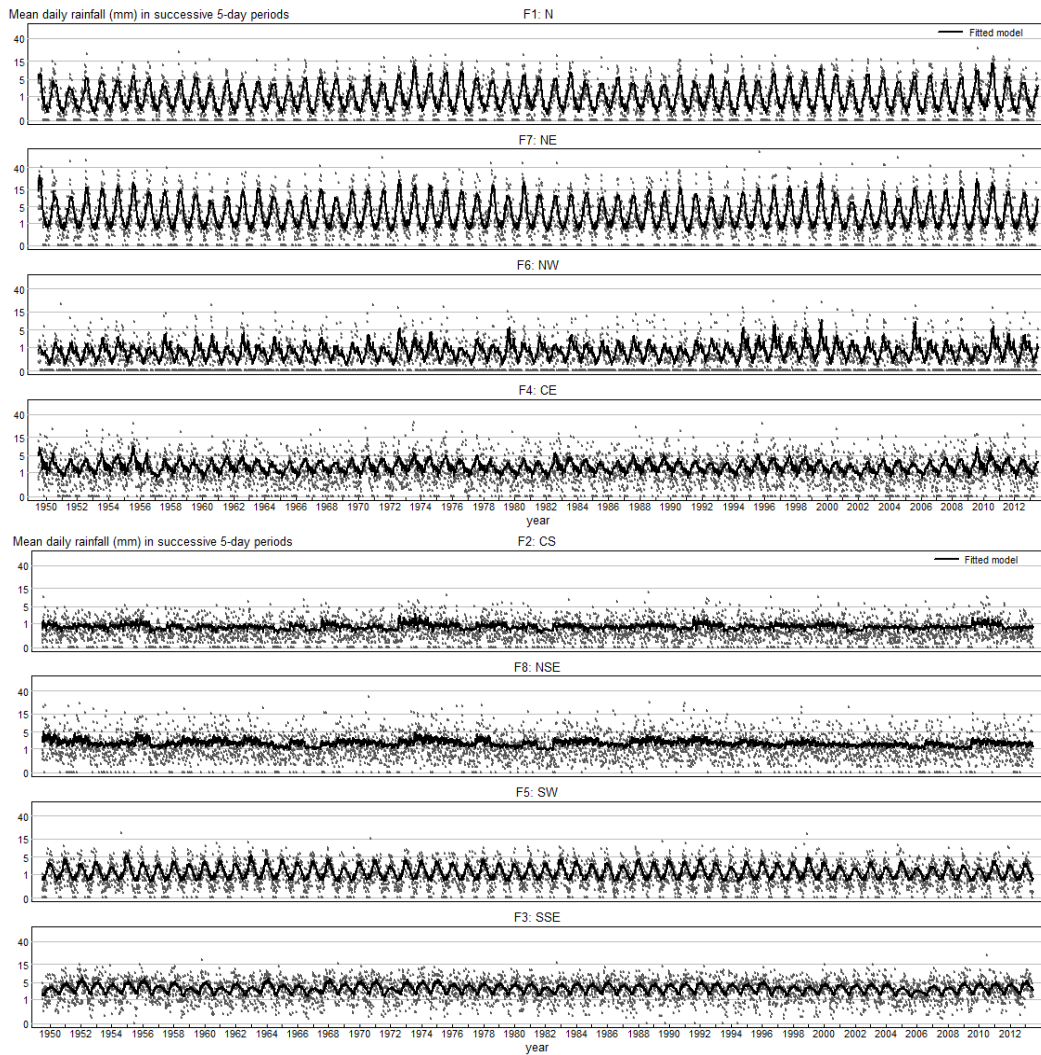 Mean daily rainfall (mm) in successive 5-day periods
F1: N
Fitted model
40
15
5
1
0
F7: NE
40
15
5
1
0
F6: NW
40
15
5
1
0
F4: CE
40
15
5
1
0
1950 1952 1954 1956 1958 1960 1962 1964 1966 1968 1970 1972 1974 1976 1978 1980 1982 1984 1986 1988 1990 1992 1994 1996 1998 2000 2002 2004 2006 2008 2010 2012
year
Mean daily rainfall (mm) in successive 5-day periods
F2: CS
Fitted model
40
15
5
1
0
F8: NSE
40
15
5
1
0
F5: SW
40
15
5
1
0
F3: SSE
40
15
5
1
0
1950 1952 1954 1956 1958 1960 1962 1964 1966 1968 1970 1972 1974 1976 1978 1980 1982 1984 1986 1988 1990 1992 1994 1996 1998 2000 2002 2004 2006 2008 2010 2012
year